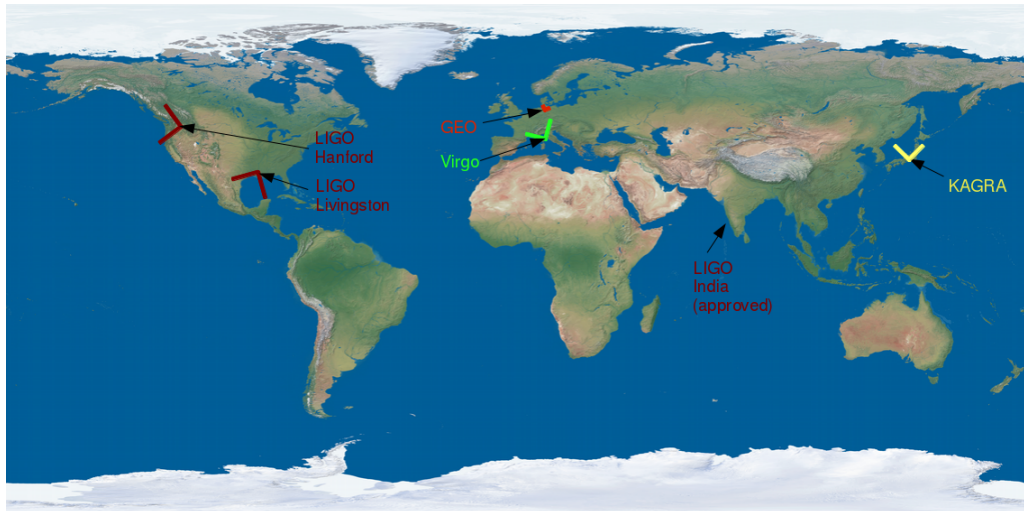 LIGO
Hanford
LIGO
Livingston
GEO
Virgo
KAGRA
LIGO
India
(approved)